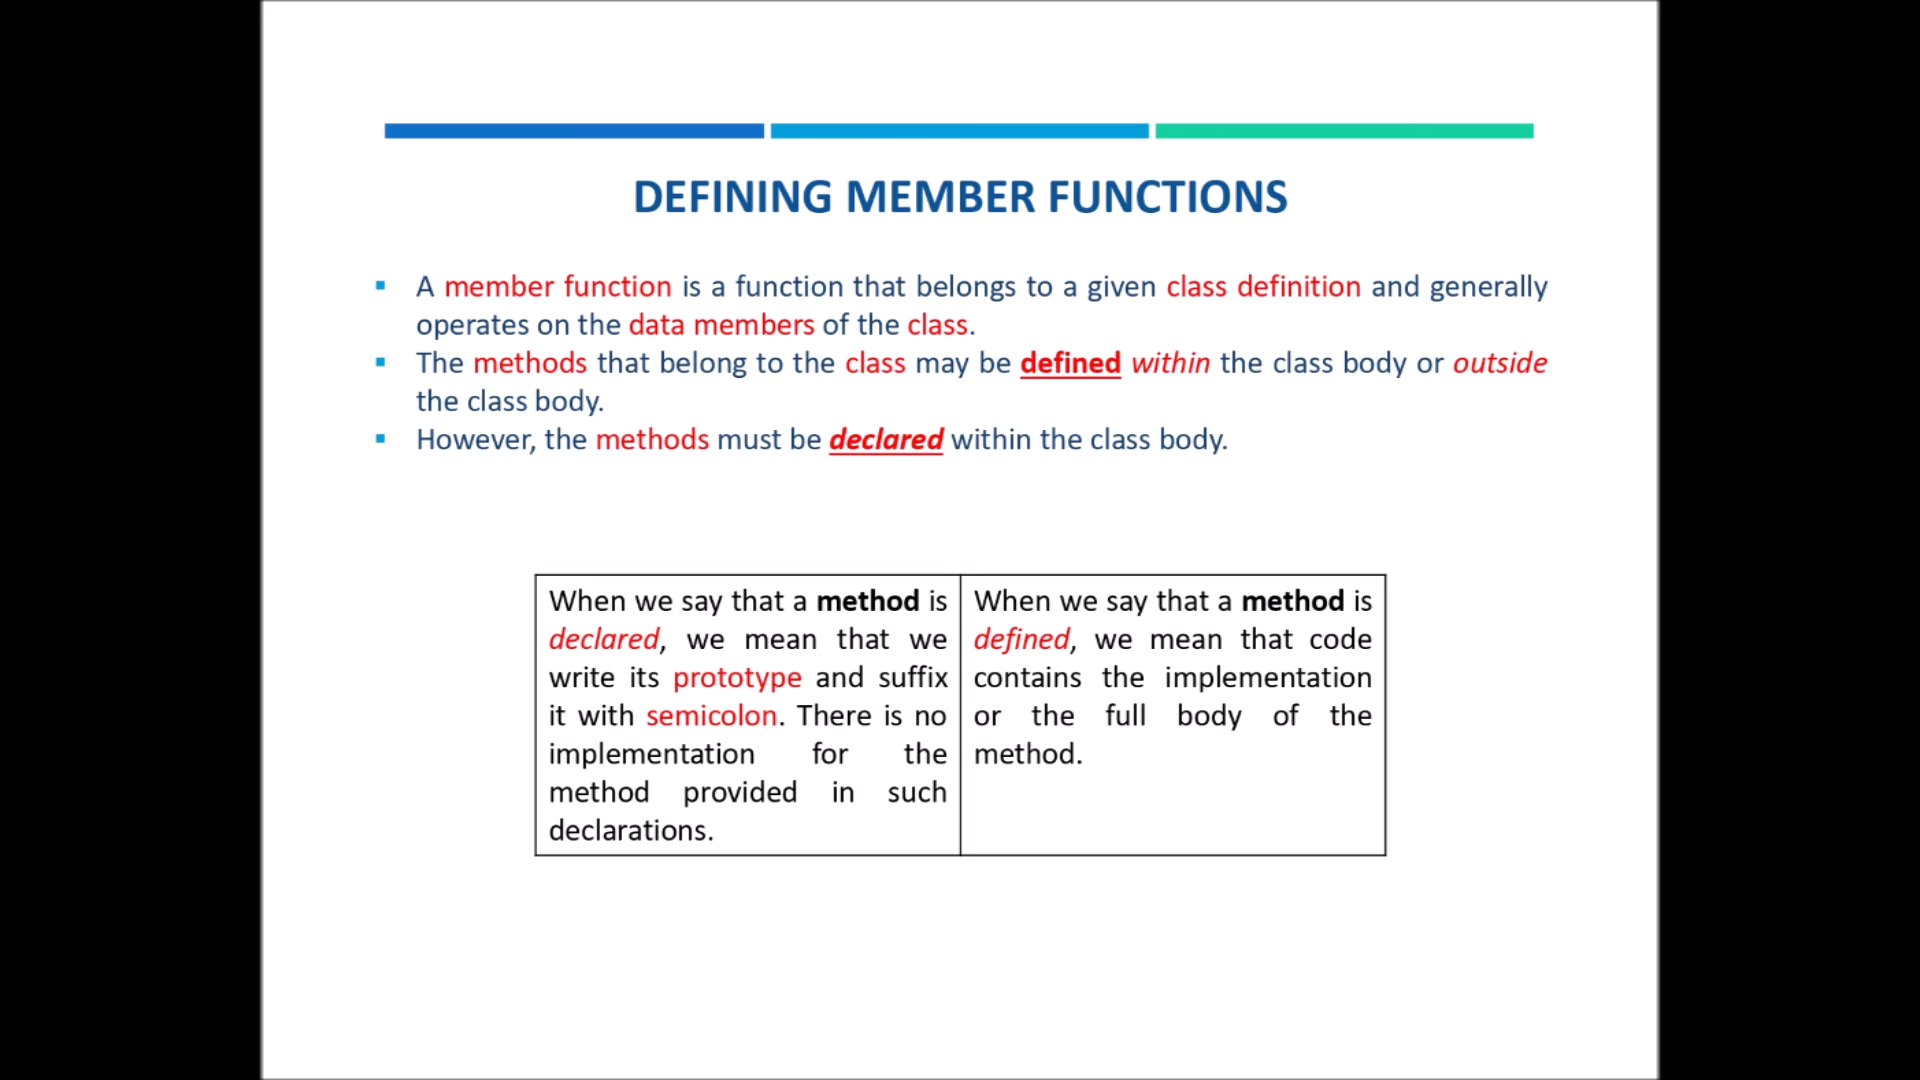 DEFINING MEMBER FUNCTIONS
▪ A member function is a function that belongs to a given class definition and generally
operates on the data members of the class.
▪ The methods that belong to the class may be defined within the class body or outside
the class body.
▪ However, the methods must be declared within the class body.
When we say that a method is
declared, we mean that we
write its prototype and suffix
it with semicolon. There is no
implementation for the
method provided in such
declarations.
When we say that a method is
defined, we mean that code
contains the implementation
or the full body of the
method.